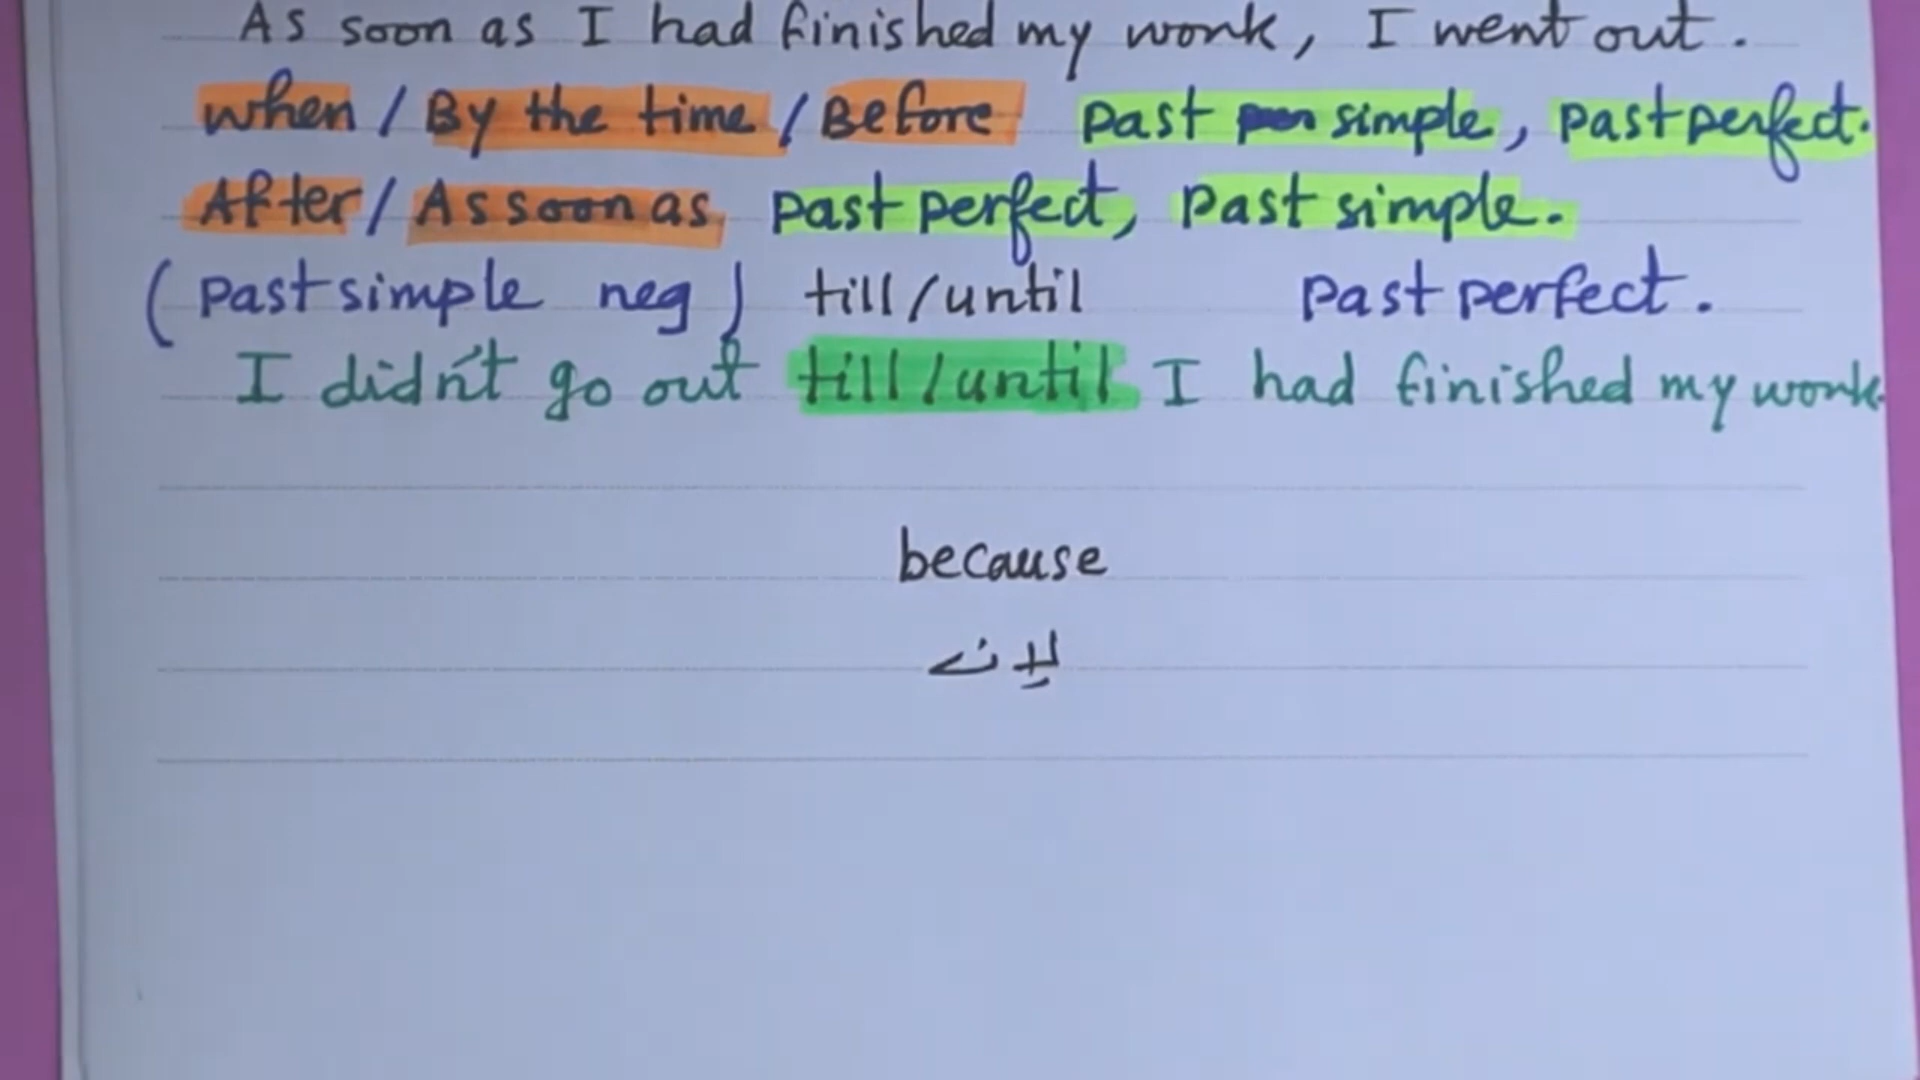 As soon as I had finished my work, I went out.
when / By the time / Before past simple, past perfect.
After / As soon as past perfect, past simple.
(past simple neg) till/until past perfect.
I didn't go out till/until I had finished my work.
because
لإن